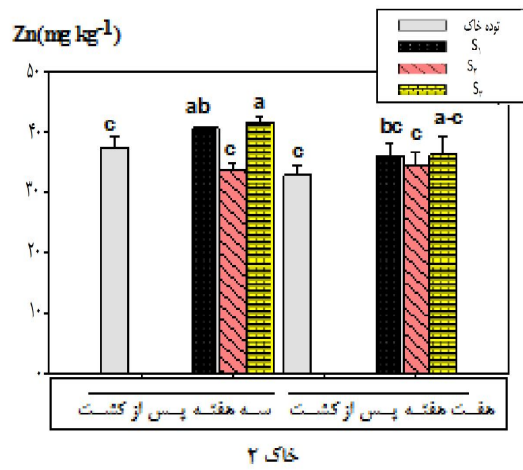 Zn(mg kg-1)
توده خاک
S۱
S۲
S۳
۵۰
۴۰
۳۰
۲۰
۱۰
۰
c
ab
c
a
c
bc
c
a-c
سه هفته پس از کشت
هفت هفته پس از کشت
خاک ۲